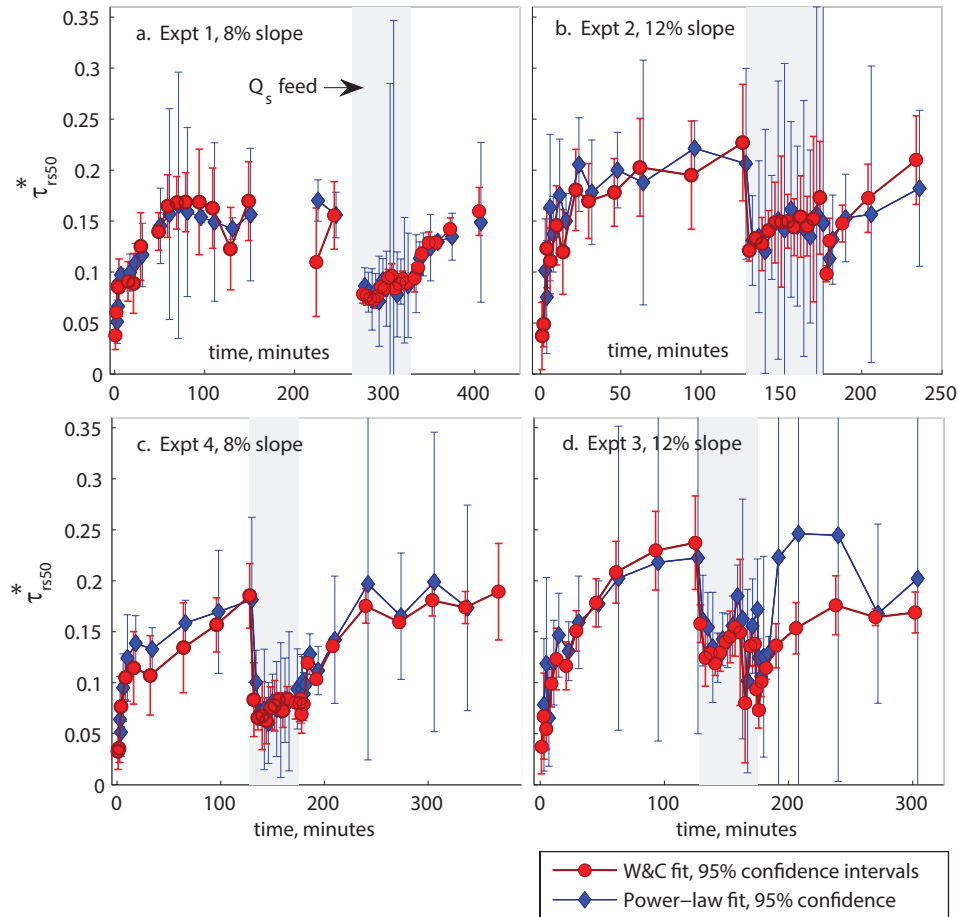 0.35
0.3
0.25
0.2
0.15
0.1
0.05
0
τ*rs50
a. Expt 1, 8% slope
Qs feed
time, minutes
0 100 200 300 400
b. Expt 2, 12% slope
time, minutes
0 50 100 150 200 250
0.35
0.3
0.25
0.2
0.15
0.1
0.05
0
τ*rs50
c. Expt 4, 8% slope
0 100 200 300
time, minutes
d. Expt 3, 12% slope
0 100 200 300
time, minutes
W&C fit, 95% confidence intervals
Power−law fit, 95% confidence